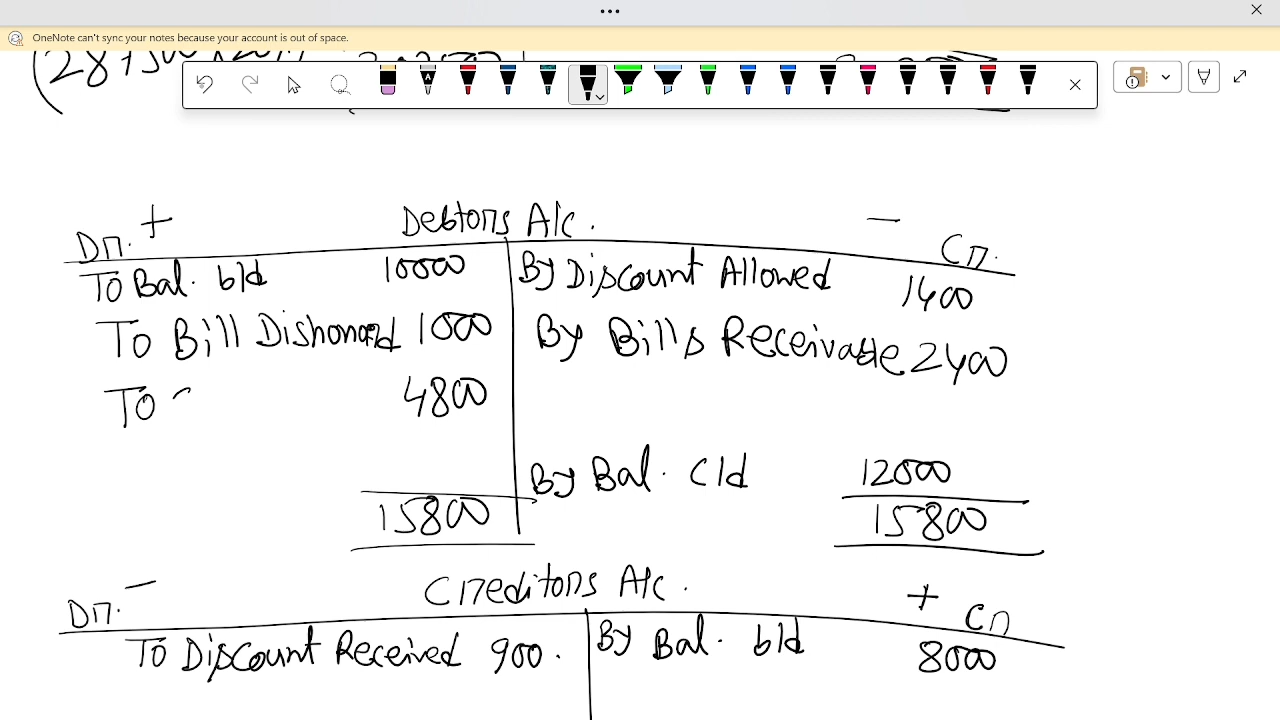 OneNote can't sync your notes because your account is out of space.
+ Debtors A/c. −
Dr. Cr.
To Bal. b/d 10000 By Discount Allowed 1400
To Bill Dishonored 1000 By Bills Receivable 2400
To 4800
By Bal. C/d 12000
15800 15800
− Creditors A/c. +
Dr. Cr
To Discount Received 900. By Bal. b/d 8000